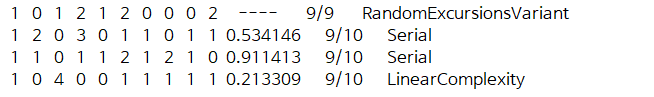 1 0 1 2 1 2 0 0 0 2 ---- 9/9 RandomExcursionsVariant
1 2 0 3 0 1 1 0 1 1 0.534146 9/10 Serial
1 1 0 1 1 2 1 2 1 0 0.911413 9/10 Serial
1 0 4 0 0 1 1 1 1 1 0.213309 9/10 LinearComplexity